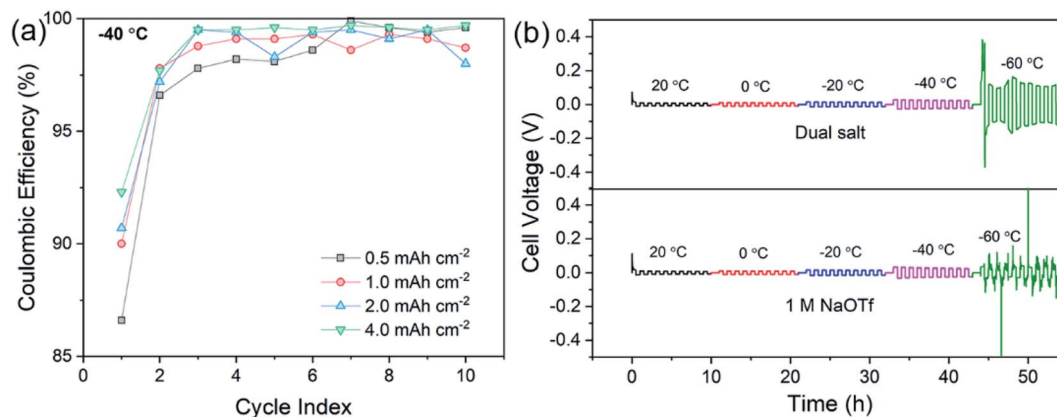 (a)
-40 °C
100
95
90
85
Coulombic Efficiency (%)
0.5 mAh cm⁻²
1.0 mAh cm⁻²
2.0 mAh cm⁻²
4.0 mAh cm⁻²
0 2 4 6 8 10
Cycle Index
(b)
0.4
0.2
0.0
-0.2
-0.4
20 °C 0 °C -20 °C -40 °C -60 °C
Dual salt
Cell Voltage (V)
0.4
0.2
0.0
-0.2
-0.4
20 °C 0 °C -20 °C -40 °C -60 °C
1 M NaOTf
0 10 20 30 40 50
Time (h)